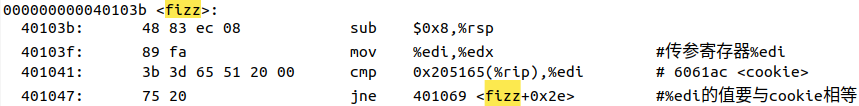 000000000040103b <fizz>:
40103b: 48 83 ec 08 sub $0x8,%rsp
40103f: 89 fa mov %edi,%edx #传参寄存器%edi
401041: 3b 3d 65 51 20 00 cmp 0x205165(%rip),%edi # 6061ac <cookie>
401047: 75 20 jne 401069 <fizz+0x2e> #%edi的值要与cookie相等